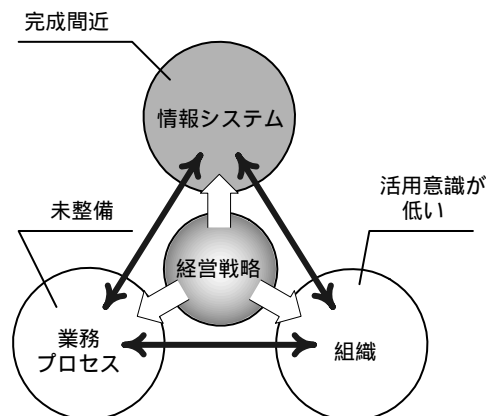 完成間近
情報システム
活用意識が
低い
未整備
経営戦略
業務
プロセス
組織